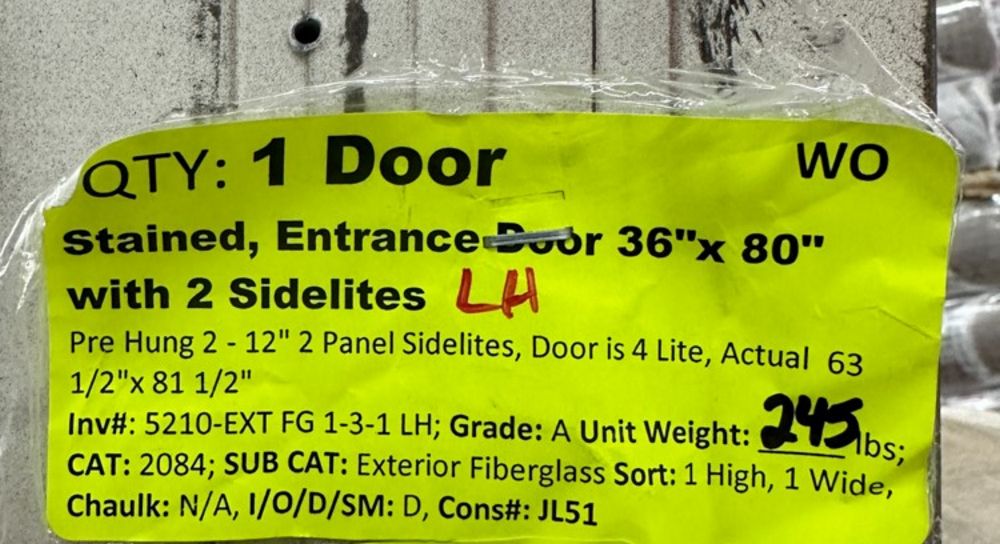 QTY: 1 Door WO
Stained, Entrance Door 36"x 80"
with 2 Sidelites LH
Pre Hung 2 - 12" 2 Panel Sidelites, Door is 4 Lite, Actual 63
1/2"x 81 1/2"
Inv#: 5210-EXT FG 1-3-1 LH; Grade: A Unit Weight: 245 lbs;
CAT: 2084; SUB CAT: Exterior Fiberglass Sort: 1 High, 1 Wide,
Chaulk: N/A, I/O/D/SM: D, Cons#: JL51